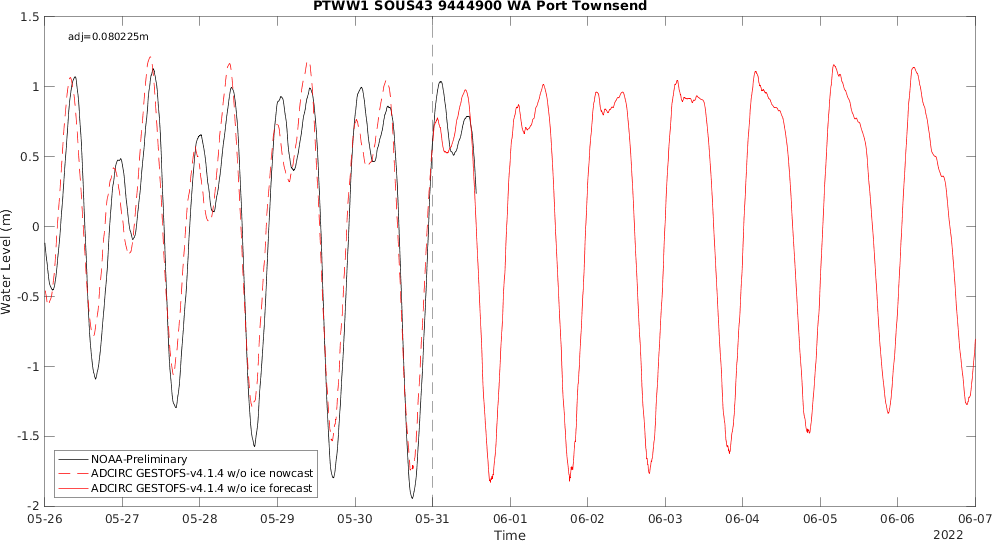 PTWW1 SOUS43 9444900 WA Port Townsend
adj=0.080225m
Water Level (m)
1.5
1
0.5
0
-0.5
-1
-1.5
-2
NOAA-Preliminary
ADCIRC GESTOFS-v4.1.4 w/o ice nowcast
ADCIRC GESTOFS-v4.1.4 w/o ice forecast
05-26 05-27 05-28 05-29 05-30 05-31 06-01 06-02 06-03 06-04 06-05 06-06 06-07
Time
2022